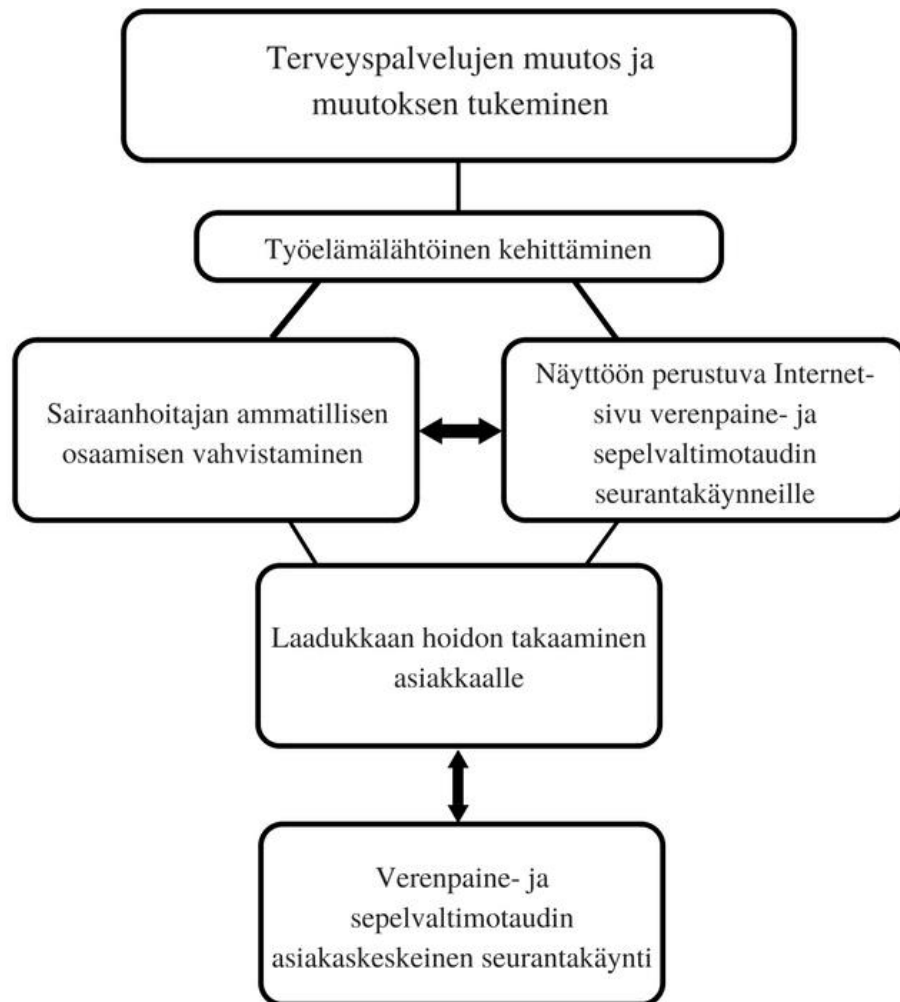 Terveyspalvelujen muutos ja
muutoksen tukeminen
Työelämälähtöinen kehittäminen
Sairaanhoitajan ammatillisen
osaamisen vahvistaminen
Näyttöön perustuva Internet-
sivu verenpaine- ja
sepelvaltimotaudin
seurantakäynneille
Laadukkaan hoidon takaaminen
asiakkaalle
Verenpaine- ja
sepelvaltimotaudin
asiakaskeskeinen seurantakäynti